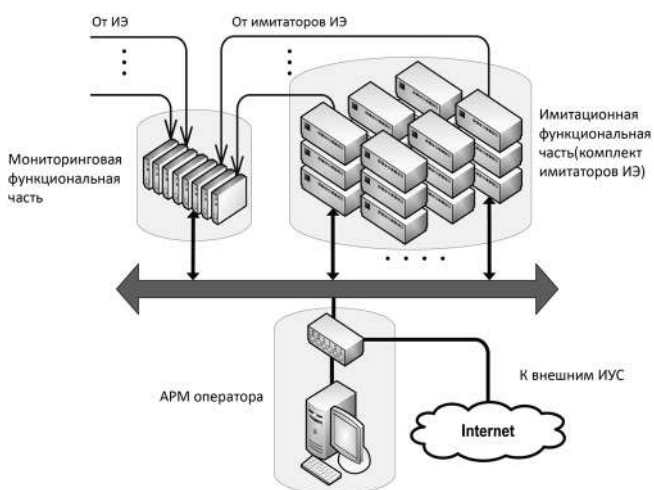 От ИЭ
От имитаторов ИЭ
Имитационная
функциональная
часть(комплект
имитаторов ИЭ)
Мониторинговая
функциональная
часть
АРМ оператора
К внешним ИУС
Internet